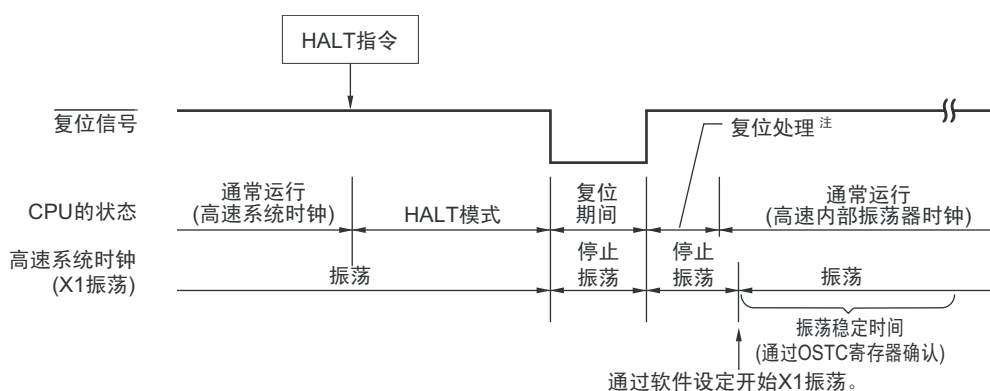 HALT指令
复位信号
复位处理 注
CPU的状态
通常运行
(高速系统时钟)
HALT模式
复位
期间
通常运行
(高速内部振荡器时钟)
高速系统时钟
(X1振荡)
振荡
停止
振荡
停止
振荡
振荡
振荡稳定时间
(通过OSTC寄存器确认)
通过软件设定开始X1振荡。